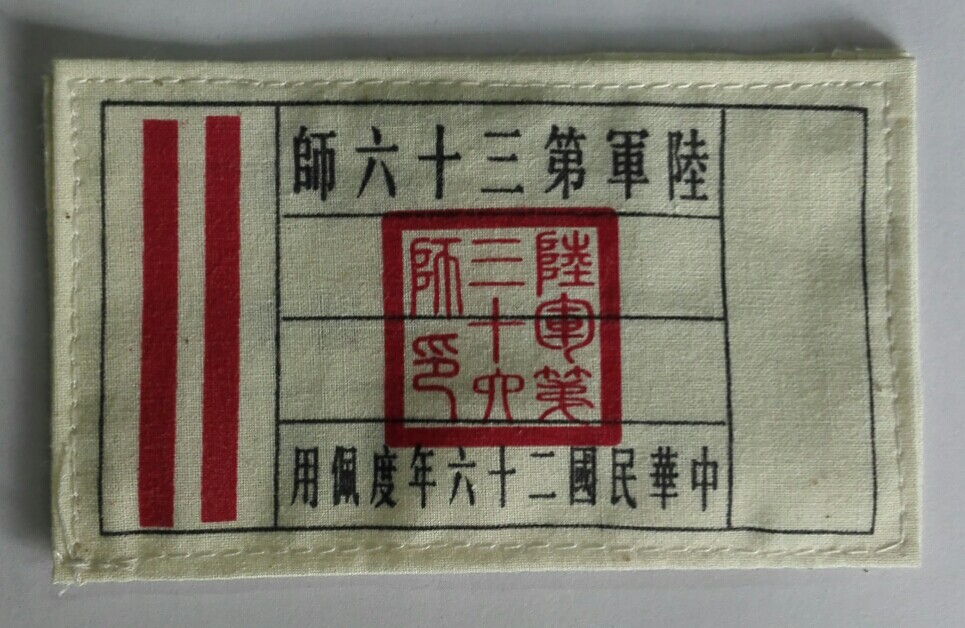 陸軍第三十六師
陸軍第
三十六
師印
中華民國二十六年度佩用